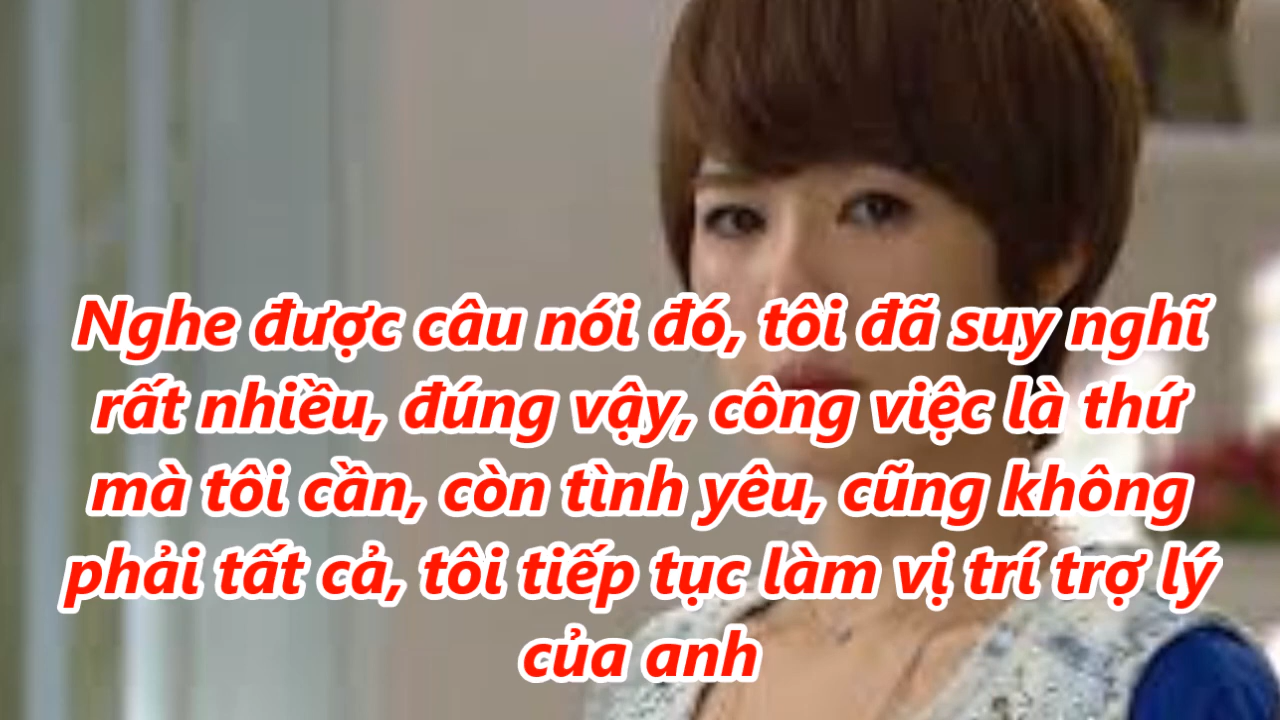 Nghe được câu nói đó, tôi đã suy nghĩ
rất nhiều, đúng vậy, công việc là thứ
mà tôi cần, còn tình yêu, cũng không
phải tất cả, tôi tiếp tục làm vị trí trợ lý
của anh